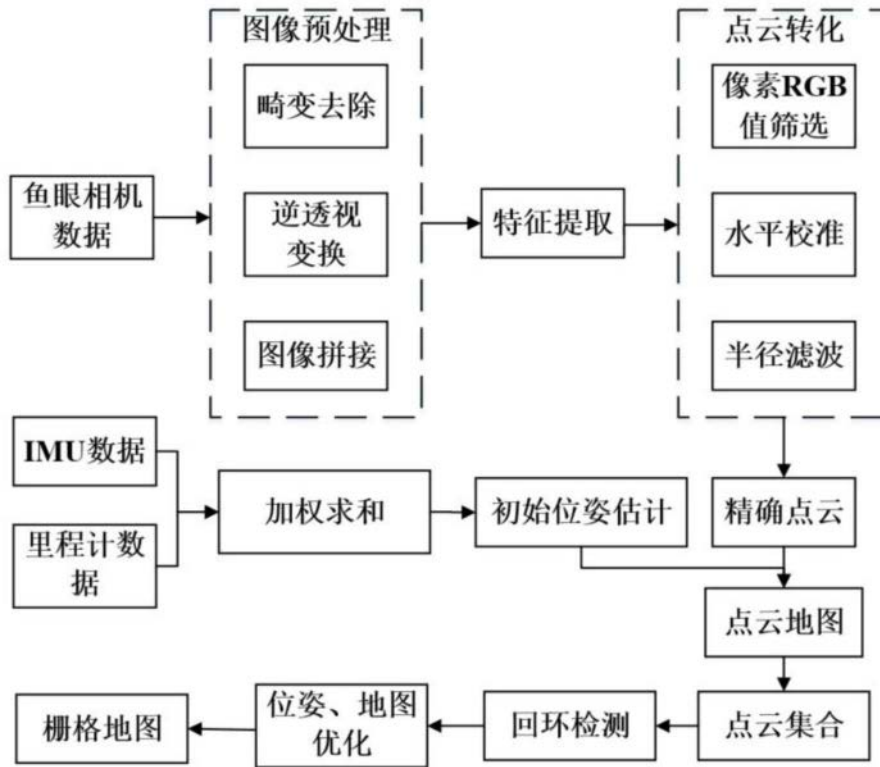 图像预处理
畸变去除
逆透视
变换
图像拼接
鱼眼相机
数据
特征提取
点云转化
像素RGB
值筛选
水平校准
半径滤波
IMU数据
里程计数
据
加权求和
初始位姿估计
精确点云
点云地图
点云集合
回环检测
位姿、地图
优化
栅格地图